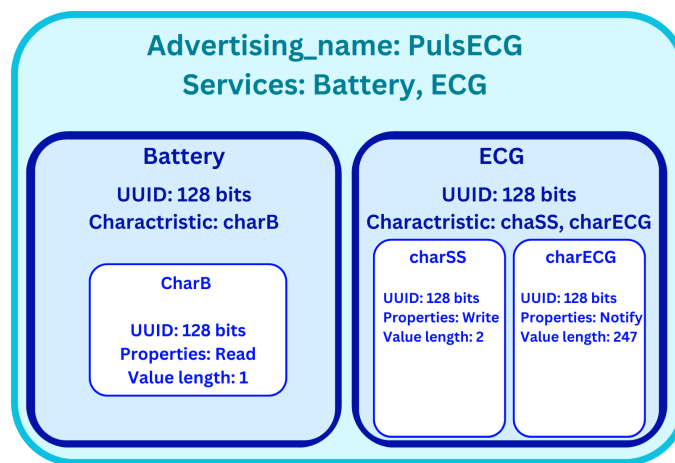 Advertising_name: PulsECG
Services: Battery, ECG
Battery
UUID: 128 bits
Charactristic: charB
CharB
UUID: 128 bits
Properties: Read
Value length: 1
ECG
UUID: 128 bits
Charactristic: chaSS, charECG
charSS
UUID: 128 bits
Properties: Write
Value length: 2
charECG
UUID: 128 bits
Properties: Notify
Value length: 247